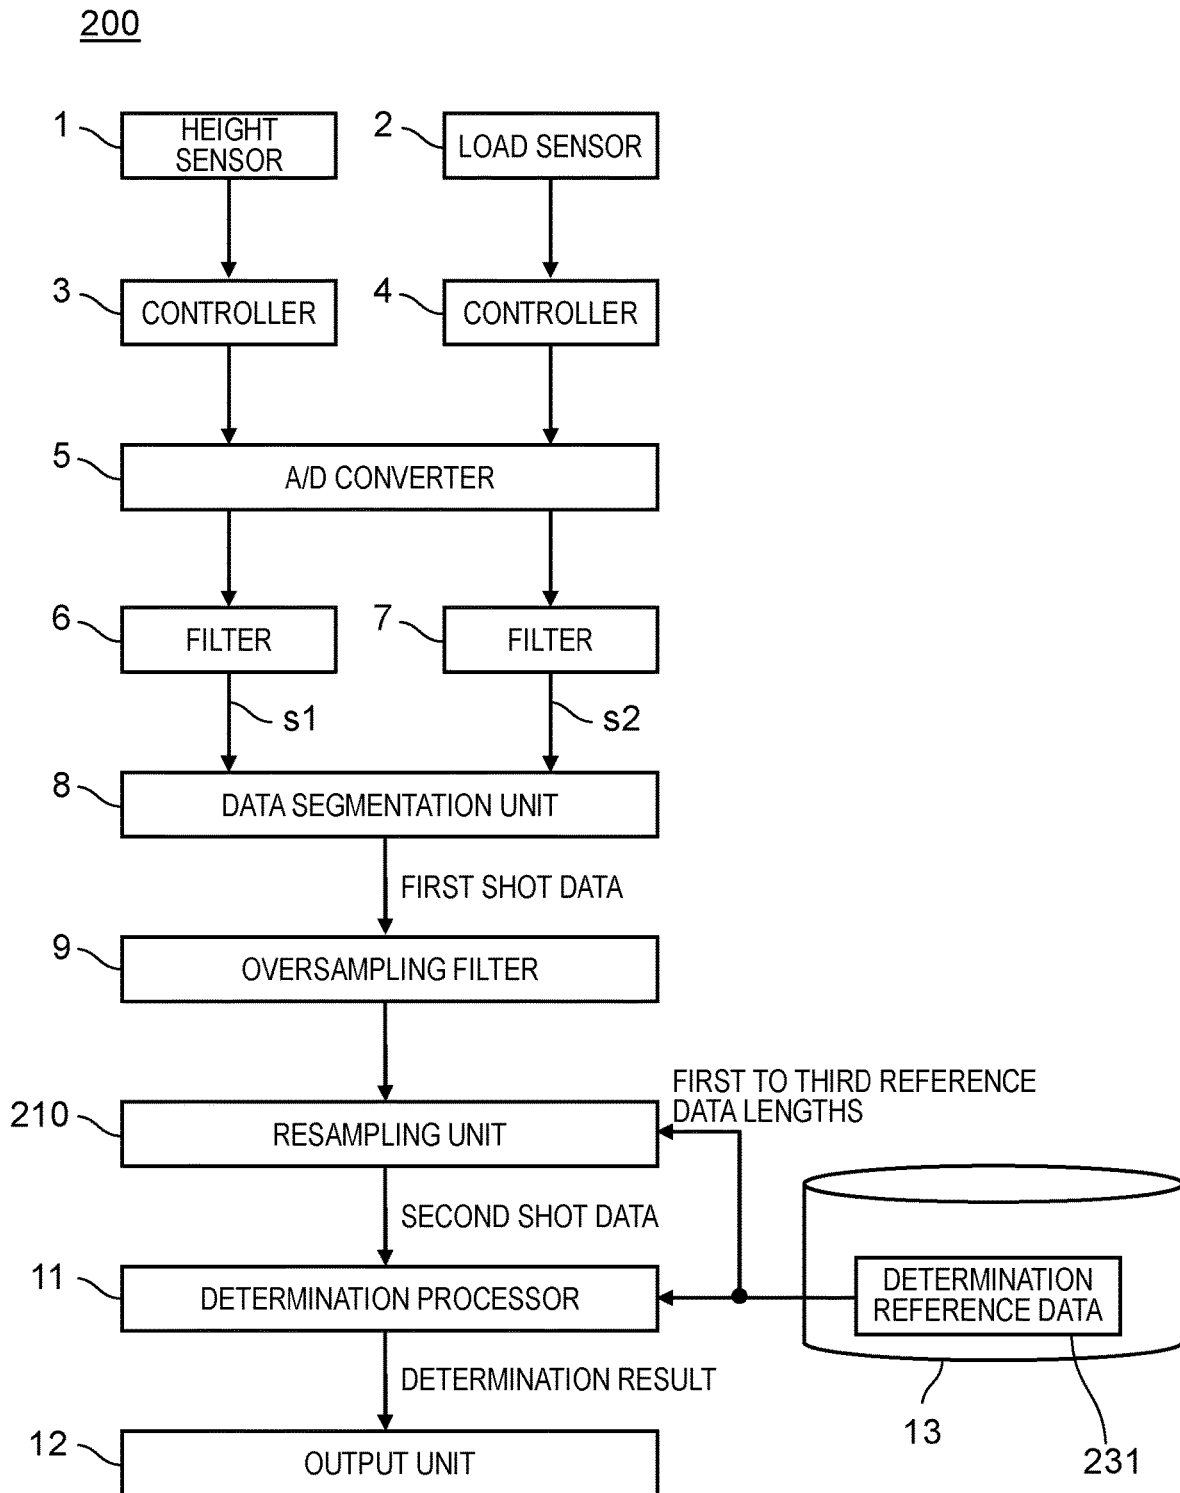 200
1
HEIGHT
SENSOR
2
LOAD SENSOR
3
CONTROLLER
4
CONTROLLER
5
A/D CONVERTER
6
FILTER
7
FILTER
s1
s2
8
DATA SEGMENTATION UNIT
FIRST SHOT DATA
9
OVERSAMPLING FILTER
FIRST TO THIRD REFERENCE
DATA LENGTHS
210
RESAMPLING UNIT
SECOND SHOT DATA
11
DETERMINATION PROCESSOR
DETERMINATION
REFERENCE DATA
DETERMINATION RESULT
13
231
12
OUTPUT UNIT